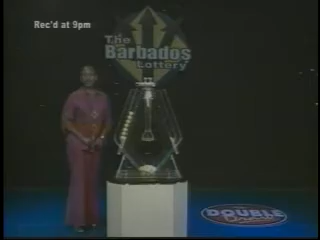 Rec'd at 9pm
The
Barbados
Lottery
DOUBLE